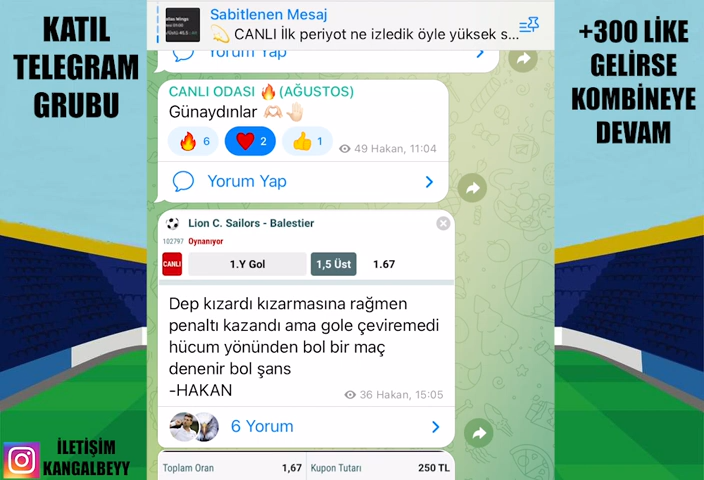 KATIL
TELEGRAM
GRUBU
+300 LİKE
GELİRSE
KOMBİNEYE
DEVAM
Sabitlenen Mesaj
💫 CANLI İlk periyot ne izledik öyle yüksek s...
Yorum Yap
CANLI ODASI 🔥(AĞUSTOS)
Günaydınlar 🫶🏻🤚🏻
🔥 6 ❤️ 2 👍 1
49 Hakan, 11:04
Yorum Yap
Lion C. Sailors - Balestier
102797 Oynanıyor
CANLI 1.Y Gol 1,5 Üst 1.67
Dep kızardı kızarmasına rağmen
penaltı kazandı ama gole çeviremedi
hücum yönünden bol bir maç
denenir bol şans
-HAKAN
36 Hakan, 15:05
6 Yorum
Toplam Oran 1,67 Kupon Tutarı 250 TL
İLETİŞİM
KANGALBEYY